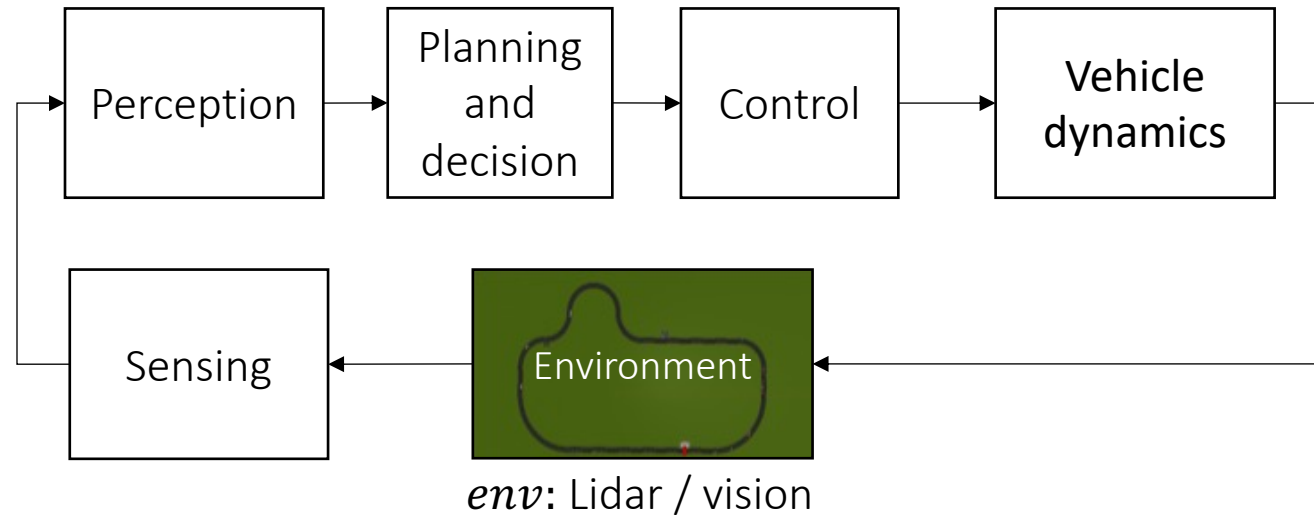 Perception
Planning
and
decision
Control
Vehicle
dynamics
Sensing
Environment
env: Lidar / vision